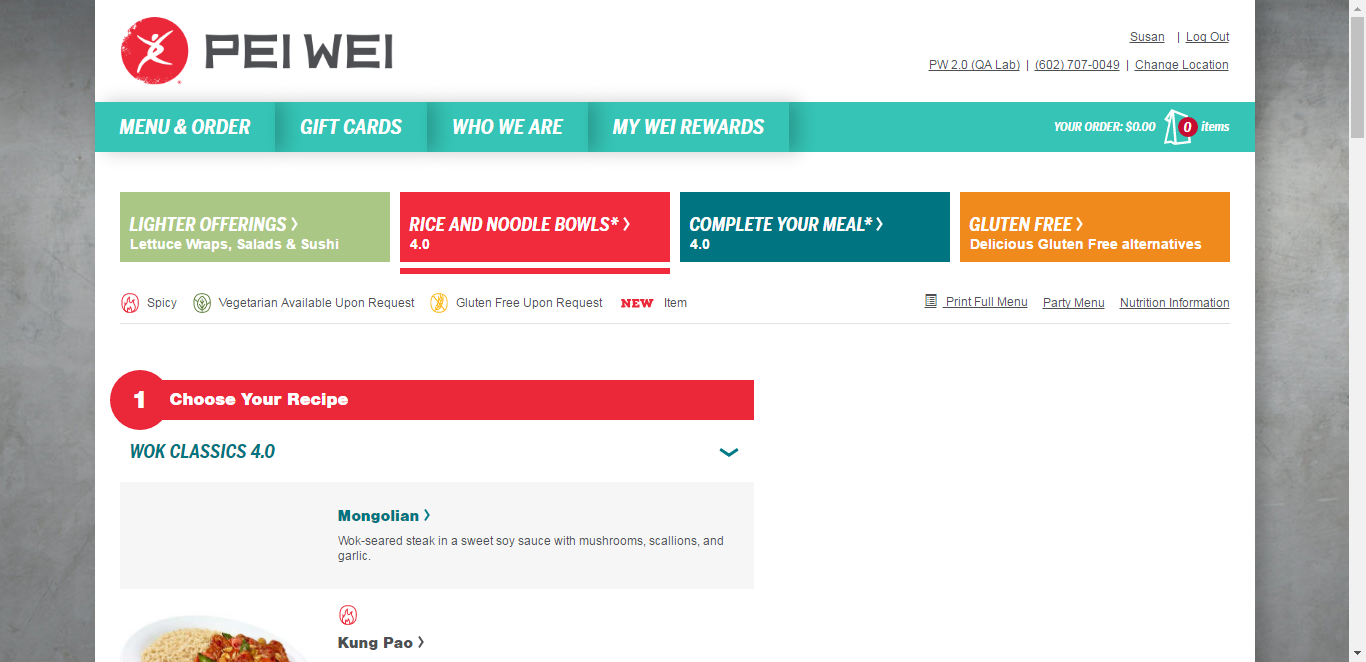 PEI WEI
Susan | Log Out
PW 2.0 (QA Lab) | (602) 707-0049 | Change Location
MENU & ORDER GIFT CARDS WHO WE ARE MY WEI REWARDS YOUR ORDER: $0.00 0 items
LIGHTER OFFERINGS >
Lettuce Wraps, Salads & Sushi
RICE AND NOODLE BOWLS* >
4.0
COMPLETE YOUR MEAL* >
4.0
GLUTEN FREE >
Delicious Gluten Free alternatives
Spicy Vegetarian Available Upon Request Gluten Free Upon Request NEW Item Print Full Menu Party Menu Nutrition Information
1 Choose Your Recipe
WOK CLASSICS 4.0
Mongolian >
Wok-seared steak in a sweet soy sauce with mushrooms, scallions, and
garlic.
Kung Pao >